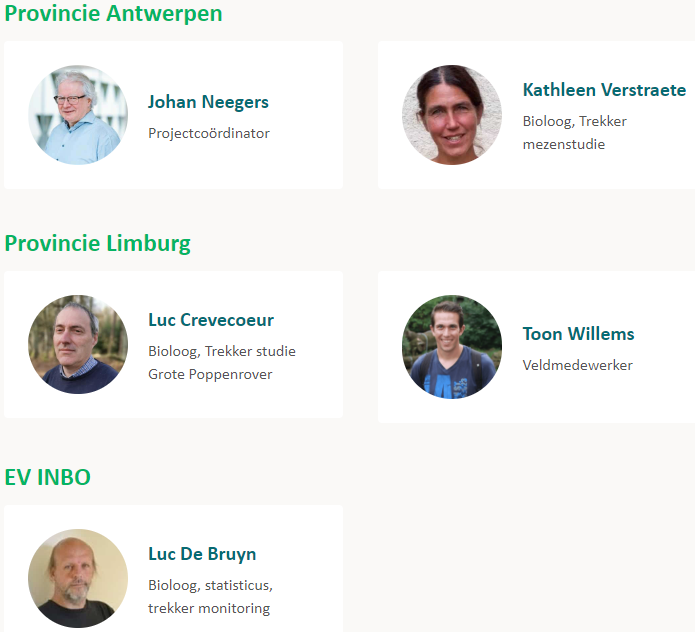 Provincie Antwerpen
Johan Neegers
Projectcoördinator
Kathleen Verstraete
Bioloog, Trekker
mezenstudie
Provincie Limburg
Luc Crevecoeur
Bioloog, Trekker studie
Grote Poppenrover
Toon Willems
Veldmedewerker
EV INBO
Luc De Bruyn
Bioloog, statisticus,
trekker monitoring